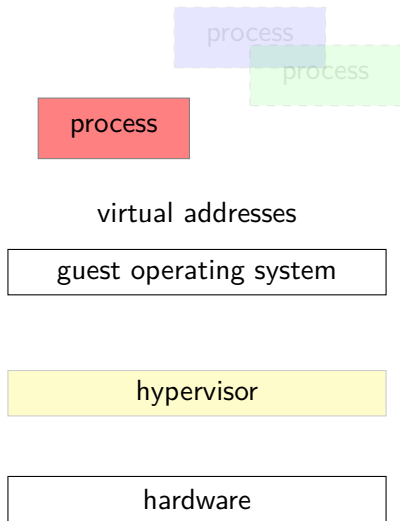 process
process
process
virtual addresses
guest operating system
hypervisor
hardware